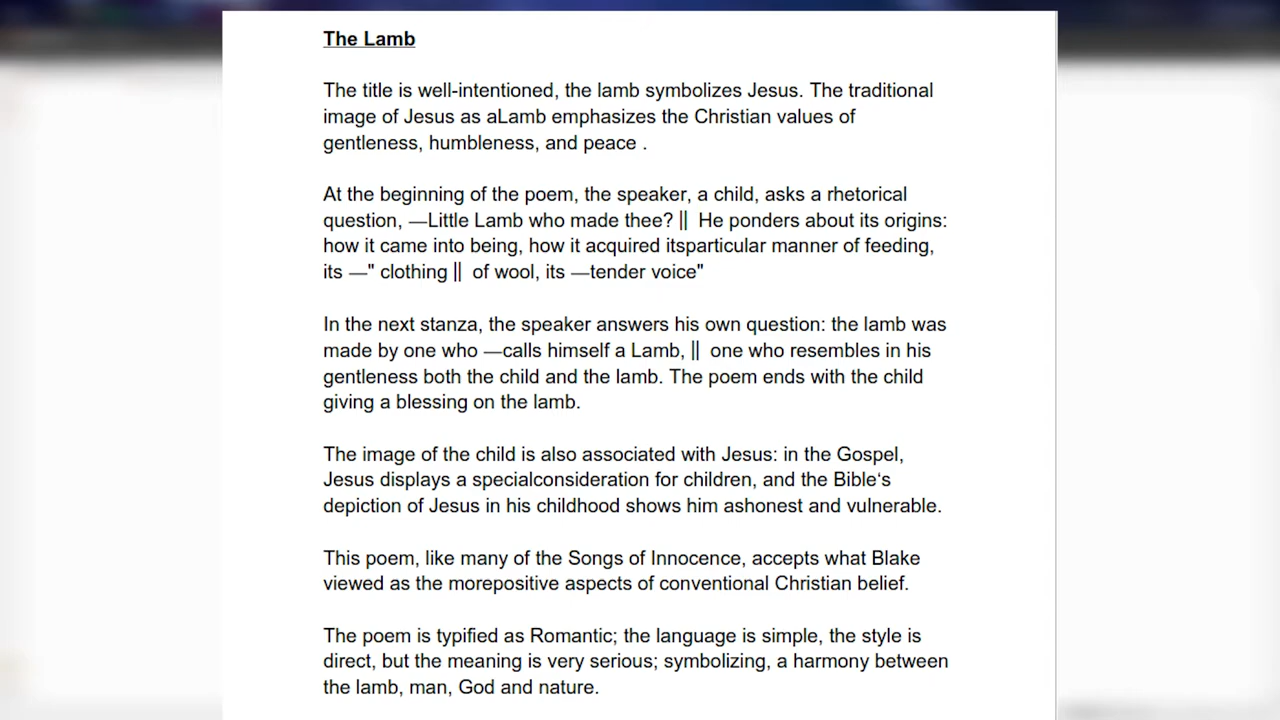 The Lamb
The title is well-intentioned, the lamb symbolizes Jesus. The traditional
image of Jesus as aLamb emphasizes the Christian values of
gentleness, humbleness, and peace .
At the beginning of the poem, the speaker, a child, asks a rhetorical
question, ―Little Lamb who made thee? ‖ He ponders about its origins:
how it came into being, how it acquired itsparticular manner of feeding,
its ―" clothing ‖ of wool, its ―tender voice"
In the next stanza, the speaker answers his own question: the lamb was
made by one who ―calls himself a Lamb, ‖ one who resembles in his
gentleness both the child and the lamb. The poem ends with the child
giving a blessing on the lamb.
The image of the child is also associated with Jesus: in the Gospel,
Jesus displays a specialconsideration for children, and the Bible‘s
depiction of Jesus in his childhood shows him ashonest and vulnerable.
This poem, like many of the Songs of Innocence, accepts what Blake
viewed as the morepositive aspects of conventional Christian belief.
The poem is typified as Romantic; the language is simple, the style is
direct, but the meaning is very serious; symbolizing, a harmony between
the lamb, man, God and nature.